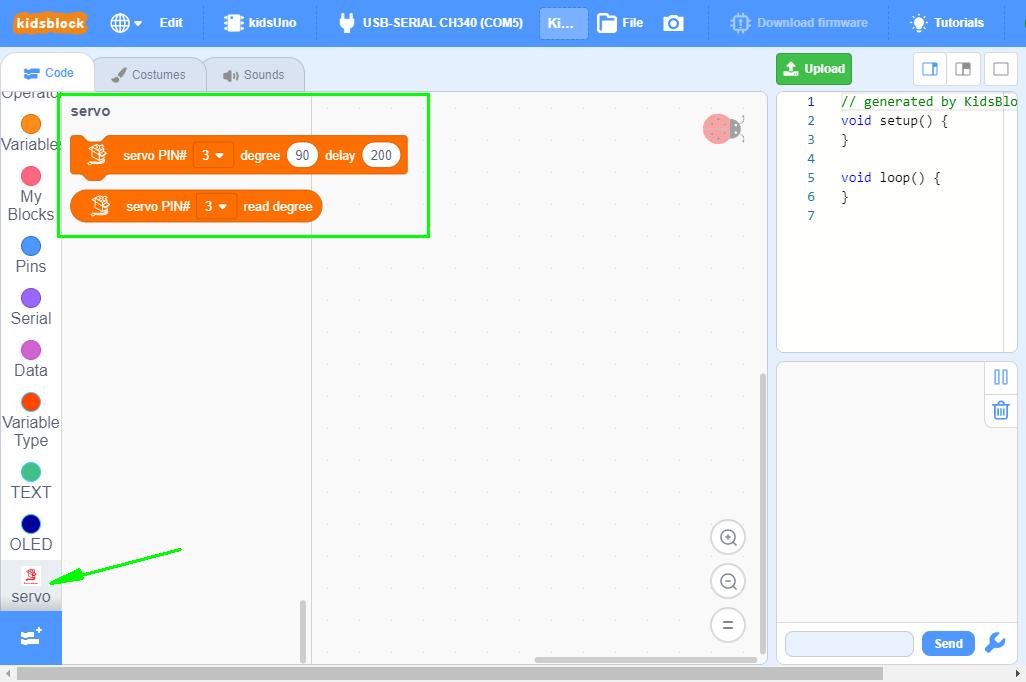 kidsblock
Edit
kidsUno
USB-SERIAL CH340 (COM5)
Ki...
File
Download firmware
Tutorials
Code
Costumes
Sounds
Upload
Operato
Variable
My
Blocks
Pins
Serial
Data
Variable
Type
TEXT
OLED
servo
servo
servo PIN# 3 degree 90 delay 200
servo PIN# 3 read degree
1 // generated by KidsBlo
2 void setup() {
3 }
4
5 void loop() {
6 }
7
Send